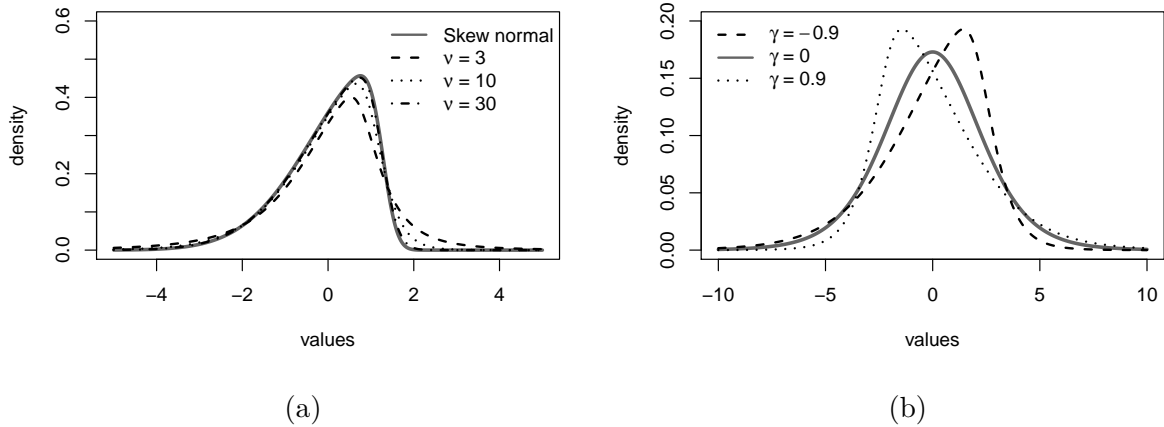 0.0 0.2 0.4 0.6
density
−4 −2 0 2 4
values
Skew normal
ν = 3
ν = 10
ν = 30
(a)
0.00 0.05 0.10 0.15 0.20
density
−10 −5 0 5 10
values
γ = −0.9
γ = 0
γ = 0.9
(b)